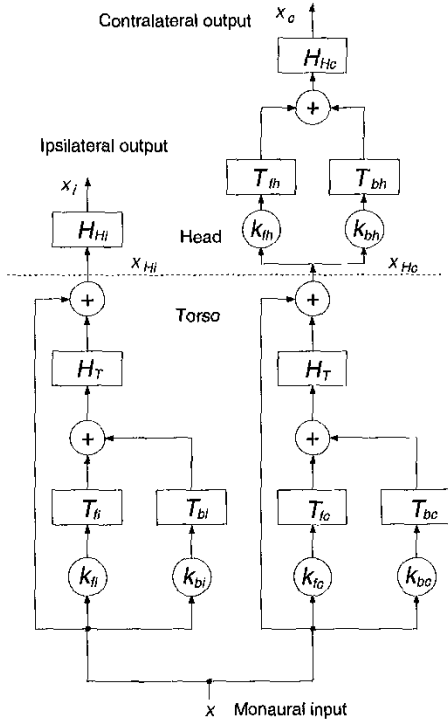 Contralateral output
x_c
H_Hc
+
Ipsilateral output
T_fh T_bh
x_i
H_Hi
k_fh k_bh
Head
x_Hi x_Hc
+ +
Torso
H_T H_T
+ +
T_fi T_bi T_fc T_bc
k_fi k_bi k_fc k_bc
x Monaural input